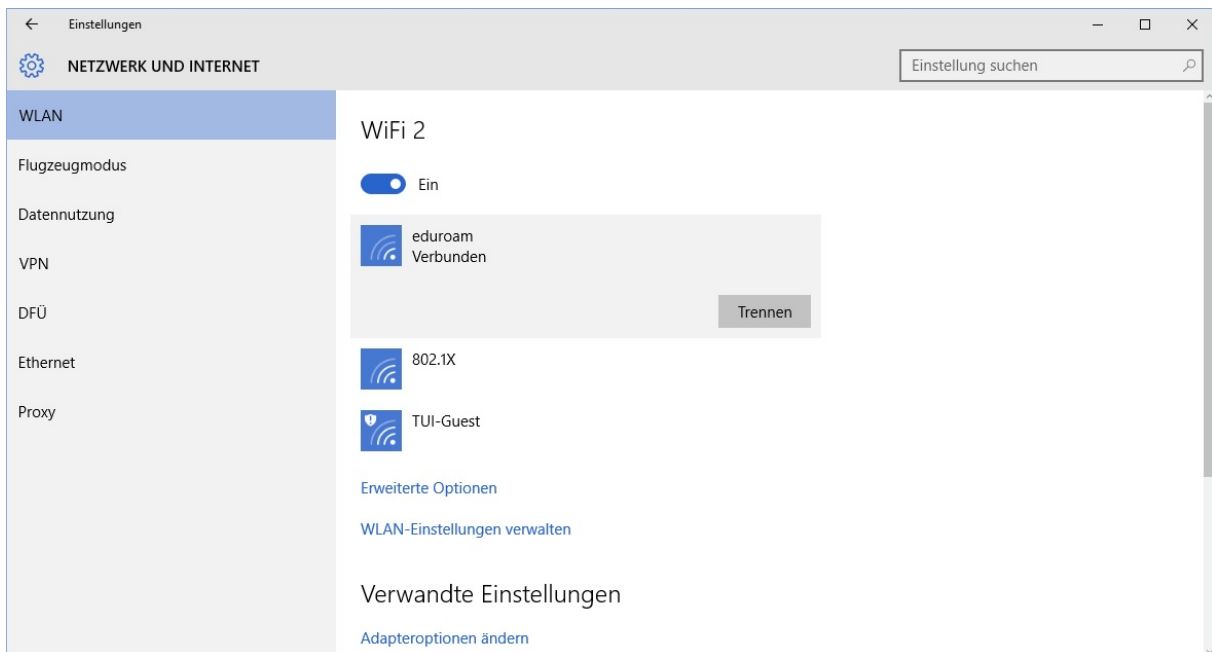 Einstellungen
NETZWERK UND INTERNET
Einstellung suchen
WLAN
Flugzeugmodus
Datennutzung
VPN
DFÜ
Ethernet
Proxy
WiFi 2
Ein
eduroam
Verbunden
Trennen
802.1X
TUI-Guest
Erweiterte Optionen
WLAN-Einstellungen verwalten
Verwandte Einstellungen
Adapteroptionen ändern